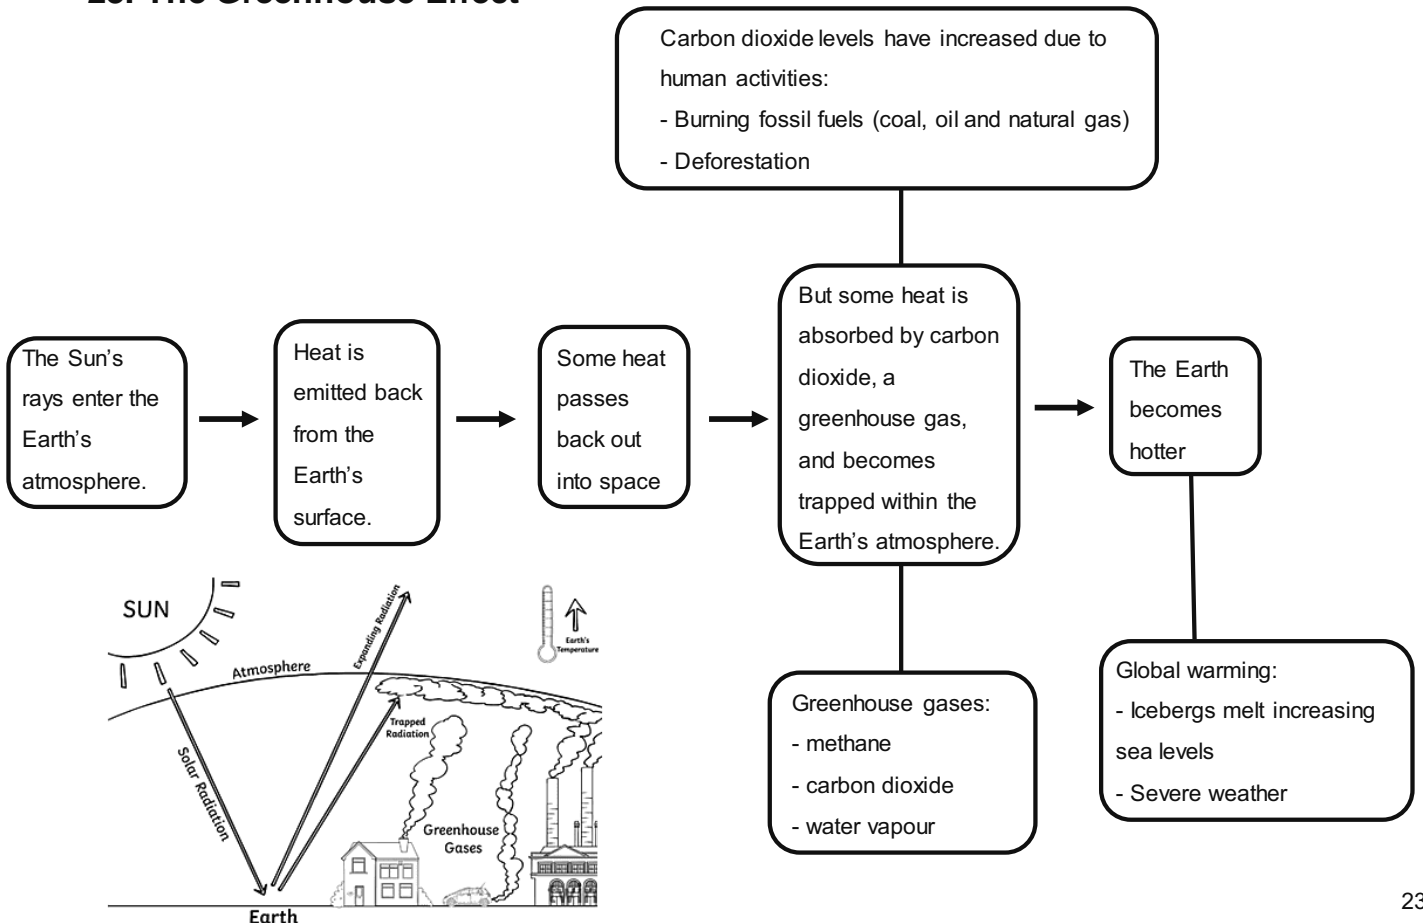 Carbon dioxide levels have increased due to
human activities:
- Burning fossil fuels (coal, oil and natural gas)
- Deforestation
The Sun's
rays enter the
Earth's
atmosphere.
Heat is
emitted back
from the
Earth's
surface.
Some heat
passes
back out
into space
But some heat is
absorbed by carbon
dioxide, a
greenhouse gas,
and becomes
trapped within the
Earth's atmosphere.
The Earth
becomes
hotter
Greenhouse gases:
- methane
- carbon dioxide
- water vapour
Global warming:
- Icebergs melt increasing
sea levels
- Severe weather
SUN
Atmosphere
Expanding Radiation
Earth's
Temperature
Trapped
Radiation
Solar Radiation
Greenhouse
Gases
Earth
23